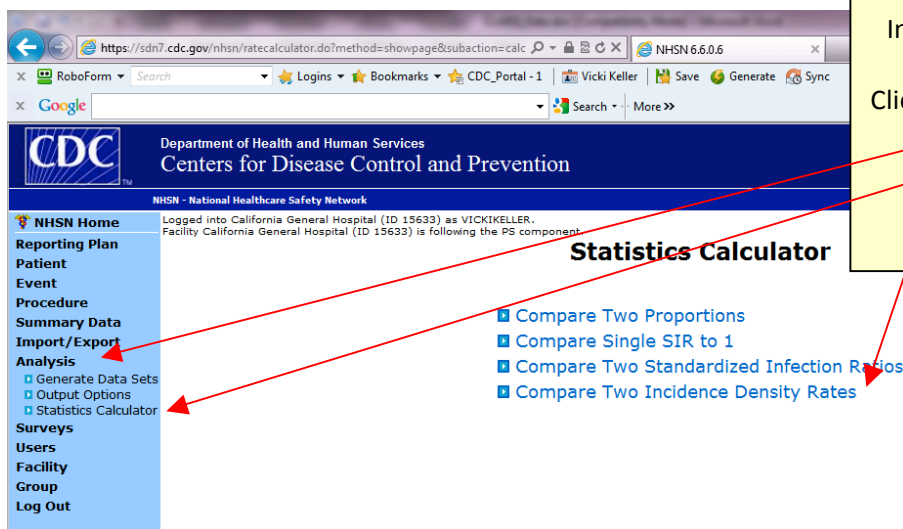 https://sdn7.cdc.gov/nhsn/ratecalculator.do?method=showpage&subaction=calc
NHSN 6.6.0.6
x RoboForm Search Logins Bookmarks CDC_Portal - 1 Vicki Keller Save Generate Sync
x Google Search More >>
CDC TM
Department of Health and Human Services
Centers for Disease Control and Prevention
NHSN - National Healthcare Safety Network
NHSN Home
Reporting Plan
Patient
Event
Procedure
Summary Data
Import/Export
Analysis
Generate Data Sets
Output Options
Statistics Calculator
Surveys
Users
Facility
Group
Log Out
Logged into California General Hospital (ID 15633) as VICKIKELLER.
Facility California General Hospital (ID 15633) is following the PS component.
Statistics Calculator
Compare Two Proportions
Compare Single SIR to 1
Compare Two Standardized Infection Ratios
Compare Two Incidence Density Rates